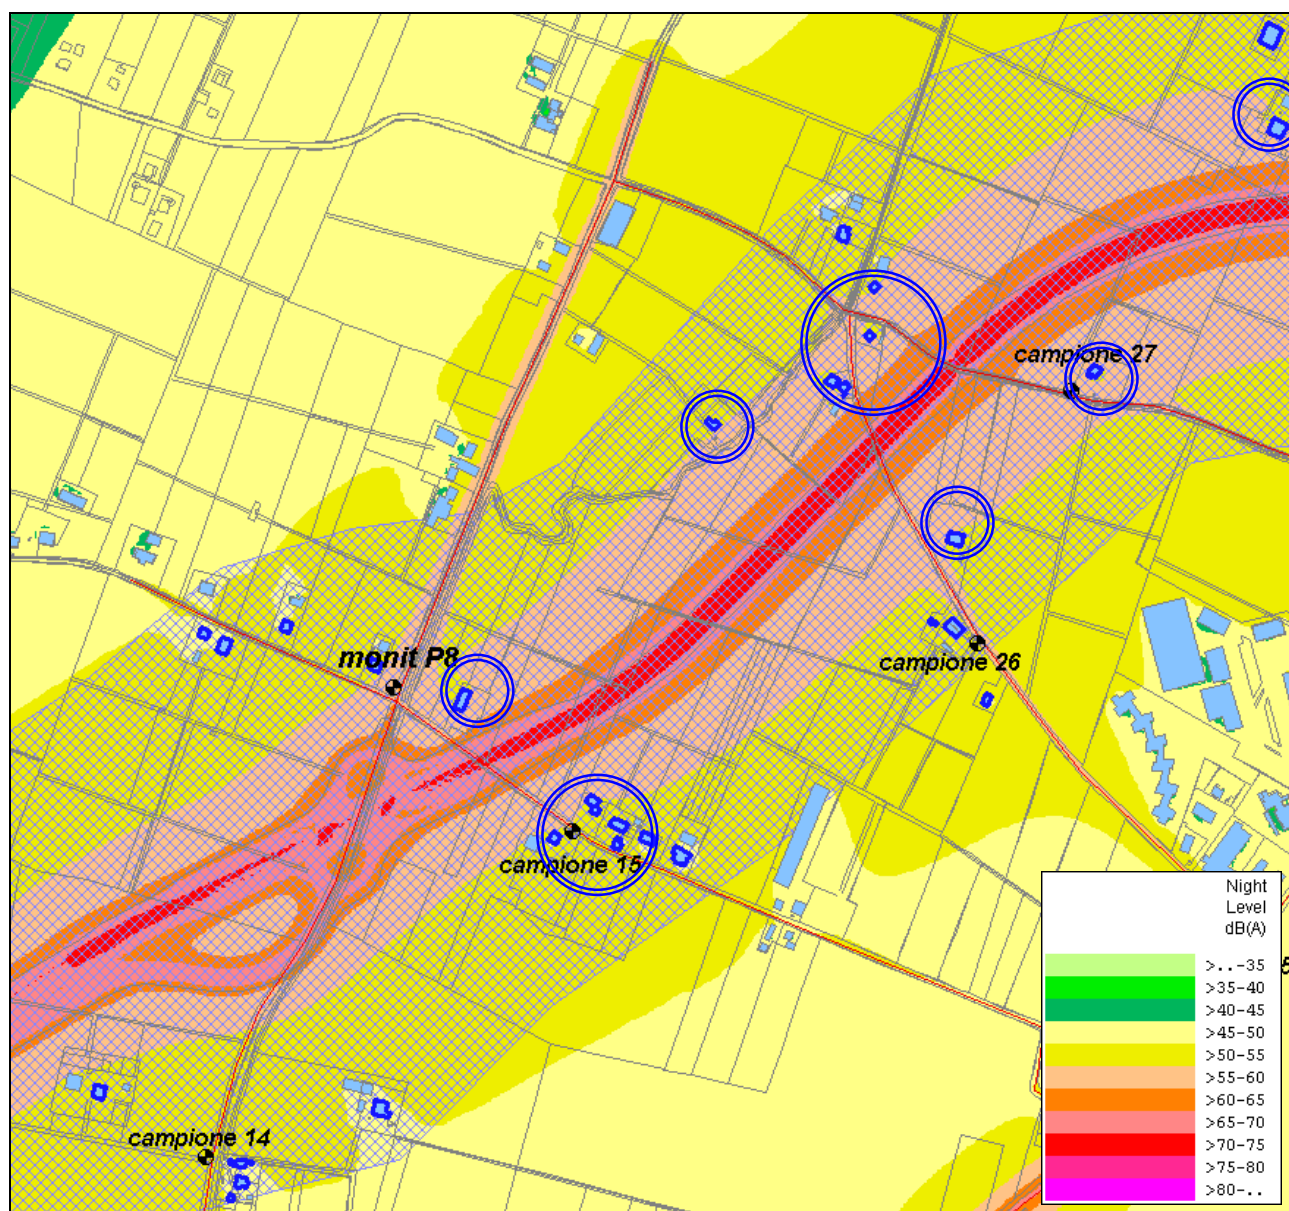 campione 27
monit P8
campione 26
campione 15
campione 14
Night
Level
dB(A)
>..-35
>35-40
>40-45
>45-50
>50-55
>55-60
>60-65
>65-70
>70-75
>75-80
>80-..